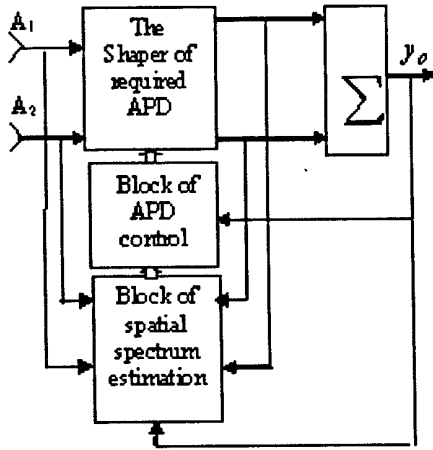 A₁
The
Shaper of
required
APD
A₂
Σ
y₀
Block of
APD
control
Block of
spatial
spectrum
estimation